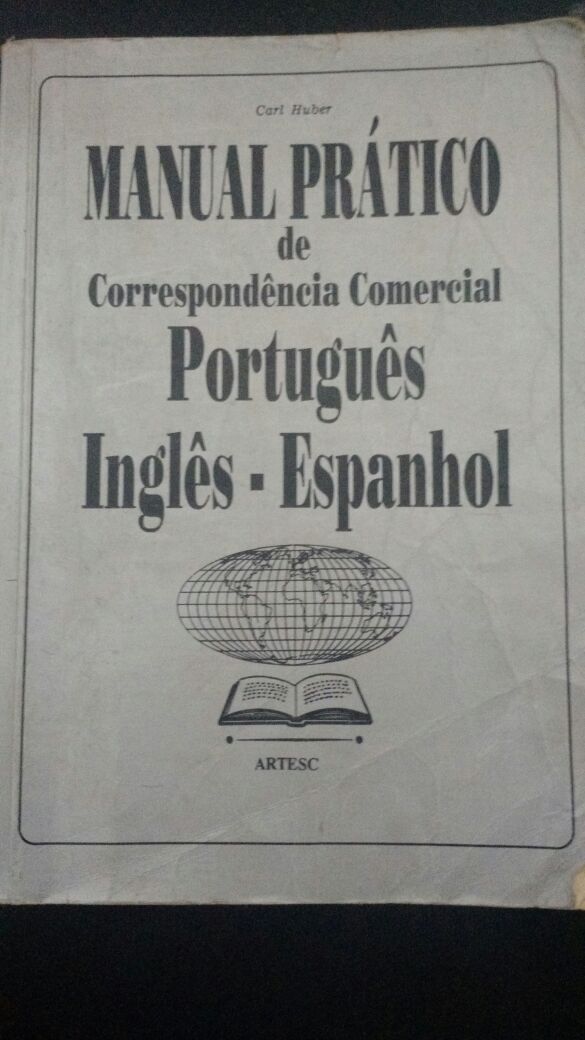 Carl Huber
MANUAL PRÁTICO
de
Correspondência Comercial
Português
Inglês - Espanhol
ARTESC